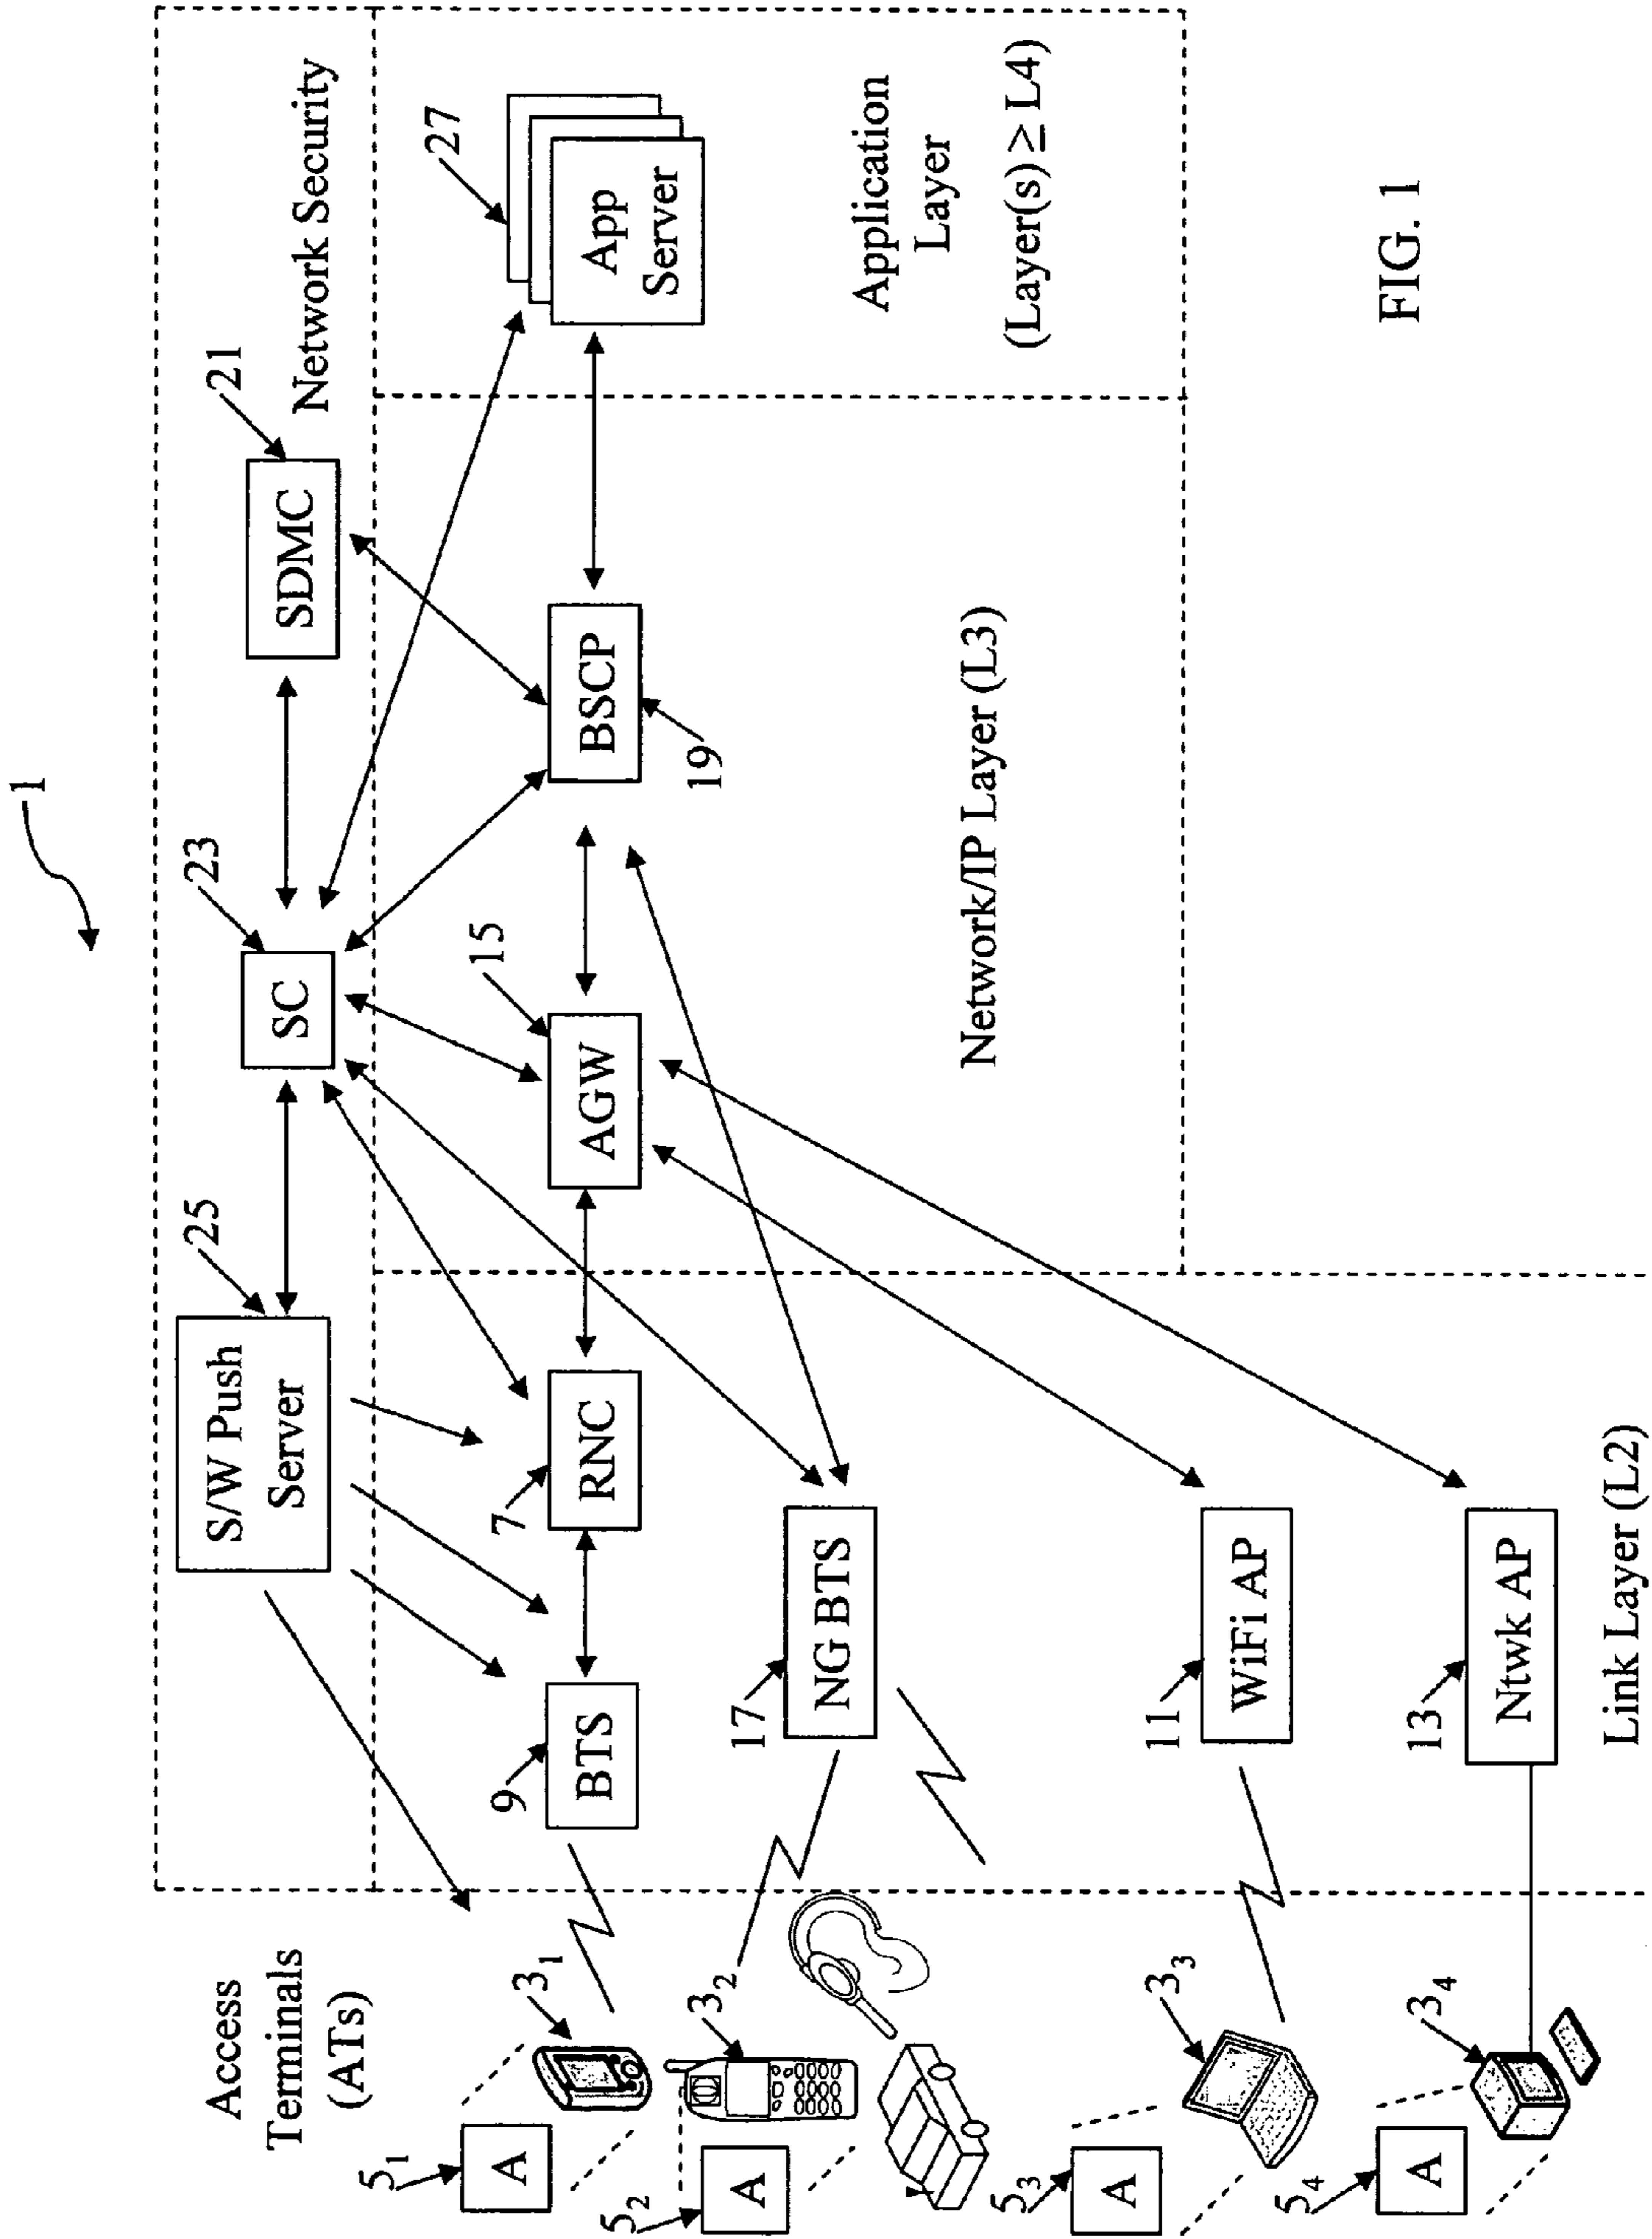 1
Access
Terminals
(ATs)
S/W Push
Server
25
SC
23
SDMC
21
Network Security
5₁
A
3₁
9
BTS
7
RNC
AGW
15
BSCP
19
App
Server
27
5₂
A
3₂
17
NG BTS
5₃
A
3₃
11
WiFi AP
5₄
A
3₄
13
Ntwk AP
Link Layer (L2)
Network/IP Layer (L3)
Application
Layer
(Layer(s) ≥ L4)
FIG. 1